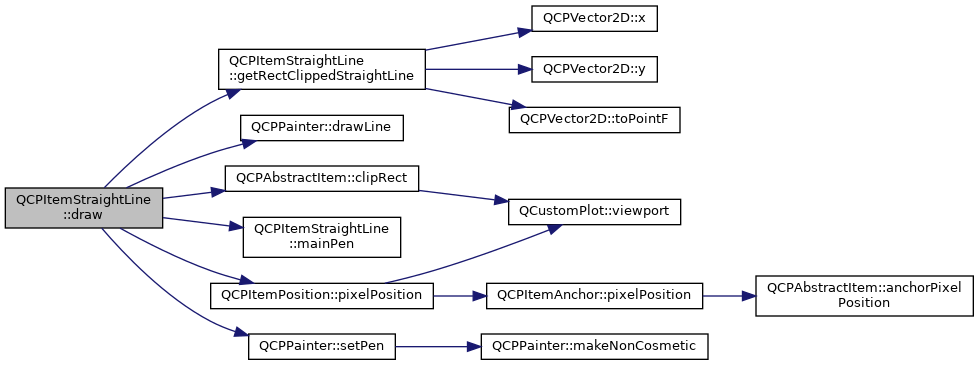 QCPItemStraightLine
::draw
QCPItemStraightLine
::getRectClippedStraightLine
QCPVector2D::x
QCPVector2D::y
QCPVector2D::toPointF
QCPPainter::drawLine
QCPAbstractItem::clipRect
QCustomPlot::viewport
QCPItemStraightLine
::mainPen
QCPItemPosition::pixelPosition
QCPItemAnchor::pixelPosition
QCPAbstractItem::anchorPixel
Position
QCPPainter::setPen
QCPPainter::makeNonCosmetic